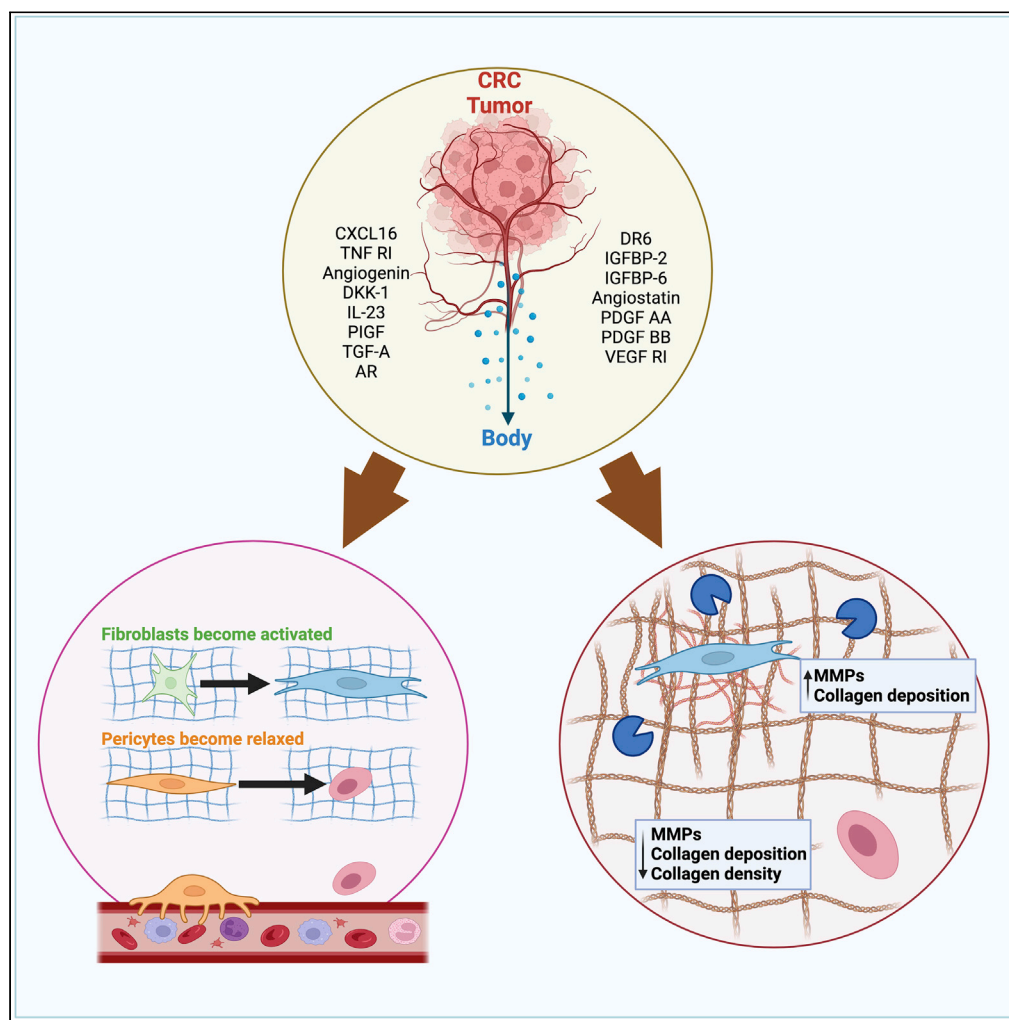 CRC
Tumor
CXCL16
TNF RI
Angiogenin
DKK-1
IL-23
PIGF
TGF-A
AR
DR6
IGFBP-2
IGFBP-6
Angiostatin
PDGF AA
PDGF BB
VEGF RI
Body
Fibroblasts become activated
Pericytes become relaxed
MMPs
Collagen deposition
MMPs
Collagen deposition
Collagen density